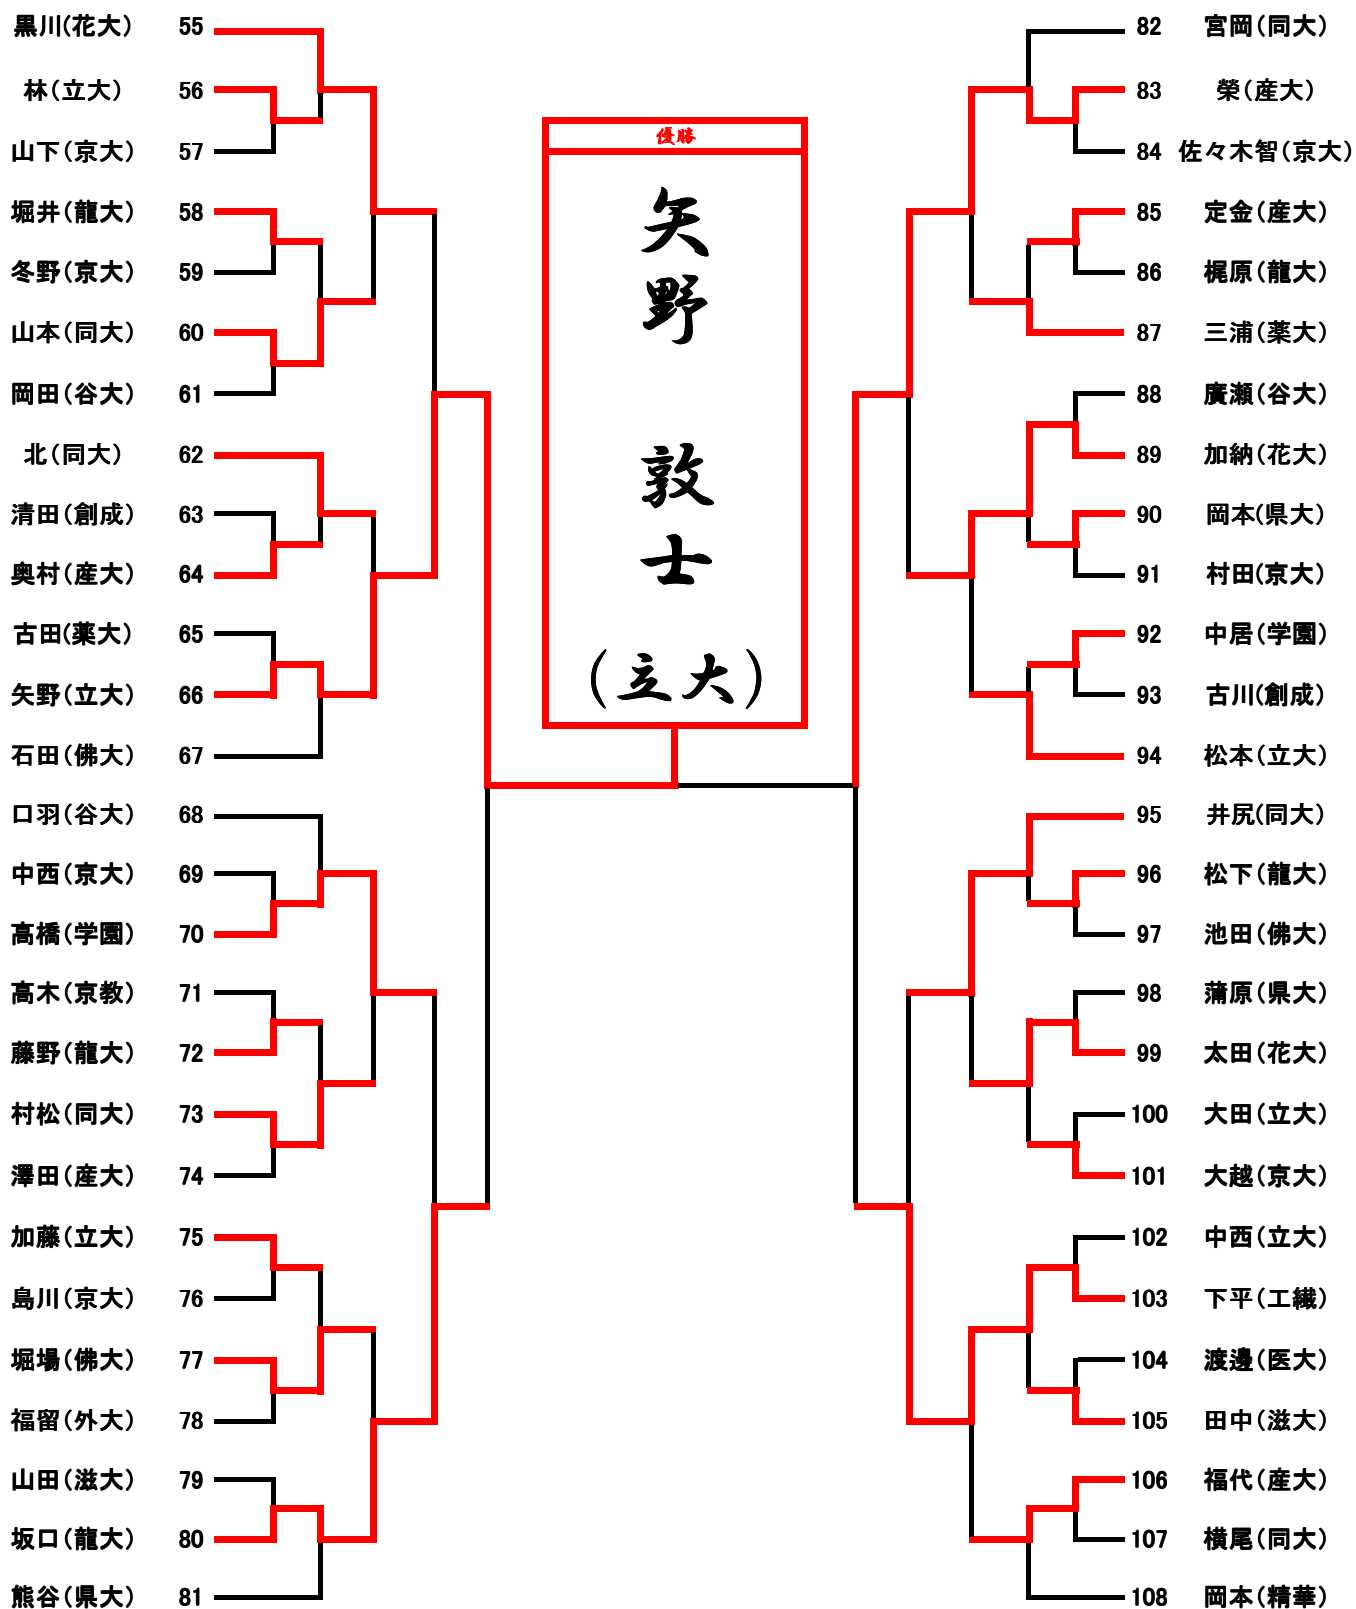 黒川(花大) 55
林(立大) 56
山下(京大) 57
堀井(龍大) 58
冬野(京大) 59
山本(同大) 60
岡田(谷大) 61
北(同大) 62
清田(創成) 63
奥村(産大) 64
古田(薬大) 65
矢野(立大) 66
石田(佛大) 67
口羽(谷大) 68
中西(京大) 69
高橋(学園) 70
高木(京教) 71
藤野(龍大) 72
村松(同大) 73
澤田(産大) 74
加藤(立大) 75
島川(京大) 76
堀場(佛大) 77
福留(外大) 78
山田(滋大) 79
坂口(龍大) 80
熊谷(県大) 81
優勝
矢野 敦士
(立大)
82 宮岡(同大)
83 榮(産大)
84 佐々木智(京大)
85 定金(産大)
86 梶原(龍大)
87 三浦(薬大)
88 廣瀬(谷大)
89 加納(花大)
90 岡本(県大)
91 村田(京大)
92 中居(学園)
93 古川(創成)
94 松本(立大)
95 井尻(同大)
96 松下(龍大)
97 池田(佛大)
98 蒲原(県大)
99 太田(花大)
100 大田(立大)
101 大越(京大)
102 中西(立大)
103 下平(工繊)
104 渡邊(医大)
105 田中(滋大)
106 福代(産大)
107 横尾(同大)
108 岡本(精華)